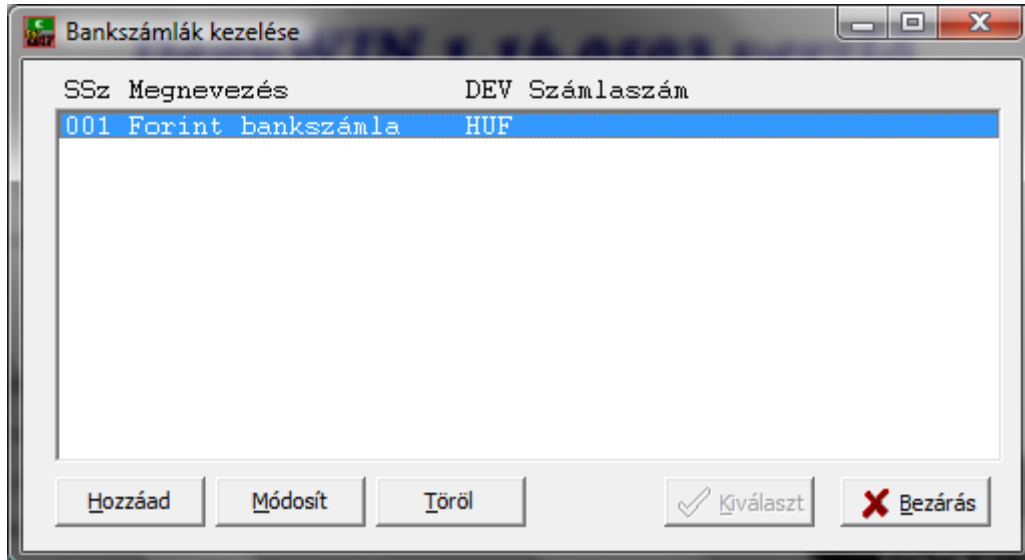 Bankszámlák kezelése
SSz Megnevezés DEV Számlaszám
001 Forint bankszámla HUF
Hozzáad Módosít Töröl Kiválaszt Bezárás